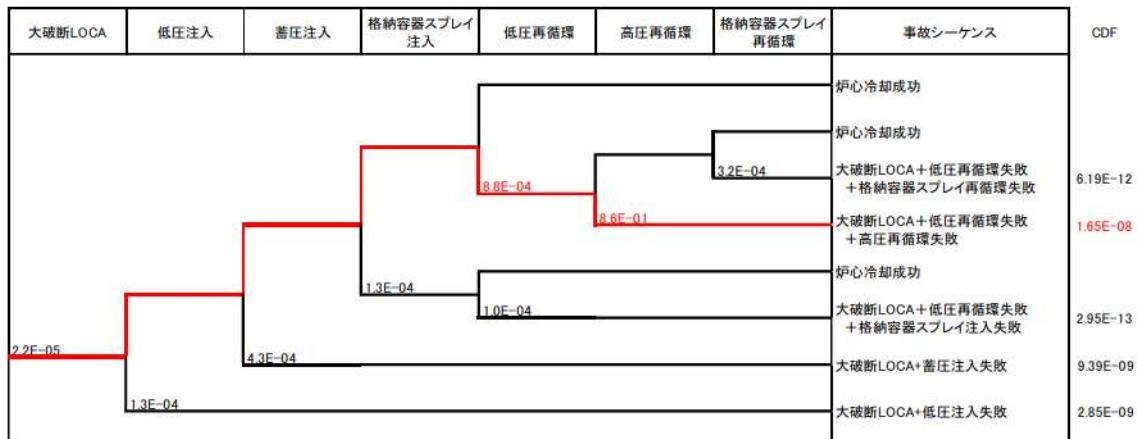 大破断LOCA 低圧注入 蓄圧注入 格納容器スプレイ 低圧再循環 高圧再循環 格納容器スプレイ 事故シーケンス CDF
注入 再循環
炉心冷却成功
炉心冷却成功
3.2E-04 大破断LOCA+低圧再循環失敗
+格納容器スプレイ再循環失敗 6.19E-12
8.8E-04
8.6E-01 大破断LOCA+低圧再循環失敗
+高圧再循環失敗 1.65E-08
炉心冷却成功
1.3E-04
1.0E-04 大破断LOCA+低圧再循環失敗
+格納容器スプレイ注入失敗 2.95E-13
2.2E-05
4.3E-04 大破断LOCA+蓄圧注入失敗 9.39E-09
1.3E-04 大破断LOCA+低圧注入失敗 2.85E-09